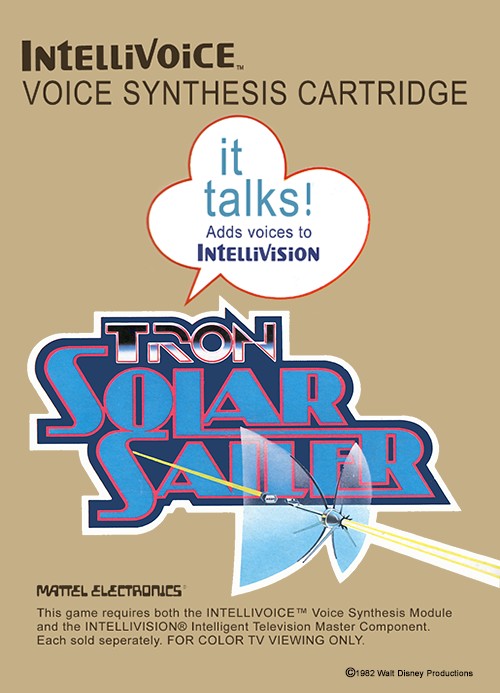 INTELLIVOICE™
VOICE SYNTHESIS CARTRIDGE
it
talks!
Adds voices to
INTELLIVISION
TRON
SOLAR
SAILER
MATTEL ELECTRONICS®
This game requires both the INTELLIVOICE™ Voice Synthesis Module
and the INTELLIVISION® Intelligent Television Master Component.
Each sold seperately. FOR COLOR TV VIEWING ONLY.
©1982 Walt Disney Productions